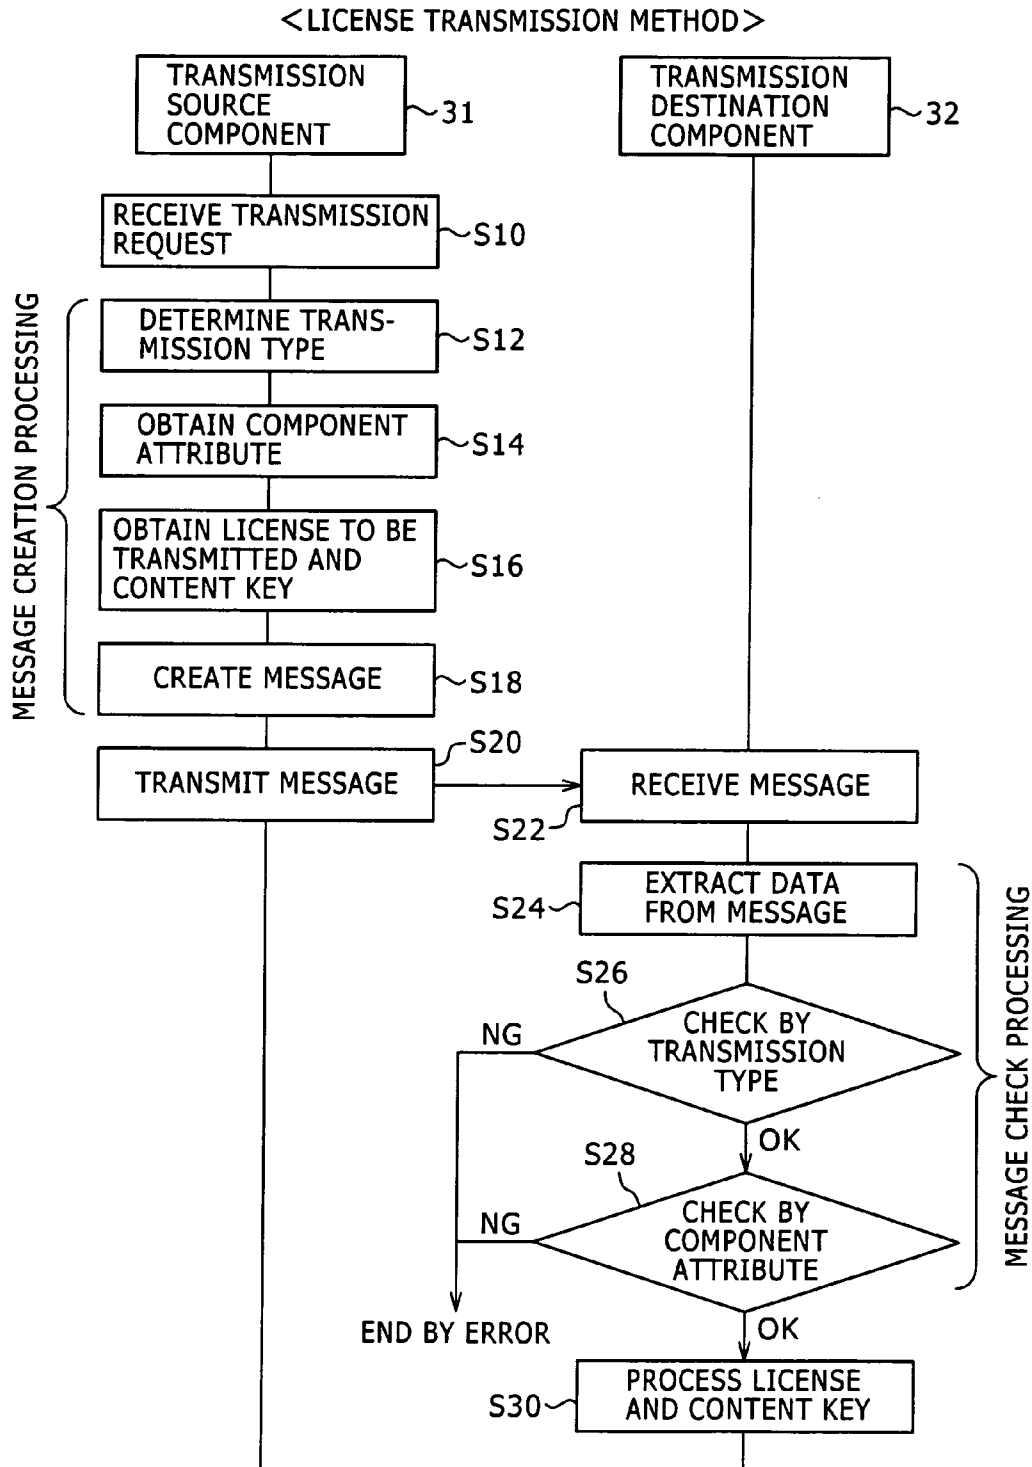 <LICENSE TRANSMISSION METHOD>
TRANSMISSION
SOURCE
COMPONENT
31
TRANSMISSION
DESTINATION
COMPONENT
32
RECEIVE TRANSMISSION
REQUEST
S10
MESSAGE CREATION PROCESSING
DETERMINE TRANS-
MISSION TYPE
S12
OBTAIN COMPONENT
ATTRIBUTE
S14
OBTAIN LICENSE TO BE
TRANSMITTED AND
CONTENT KEY
S16
CREATE MESSAGE
S18
TRANSMIT MESSAGE
S20
RECEIVE MESSAGE
S22
EXTRACT DATA
FROM MESSAGE
S24
MESSAGE CHECK PROCESSING
S26
CHECK BY
TRANSMISSION
TYPE
NG
OK
S28
CHECK BY
COMPONENT
ATTRIBUTE
NG
END BY ERROR
OK
PROCESS LICENSE
AND CONTENT KEY
S30